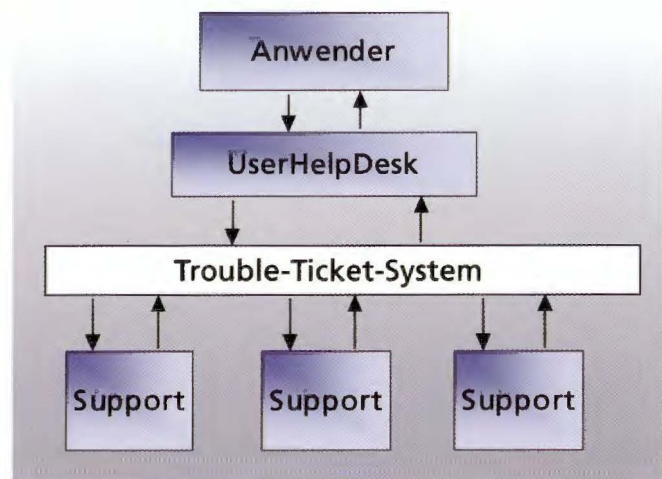 Anwender
UserHelpDesk
Trouble-Ticket-System
Support Support Support